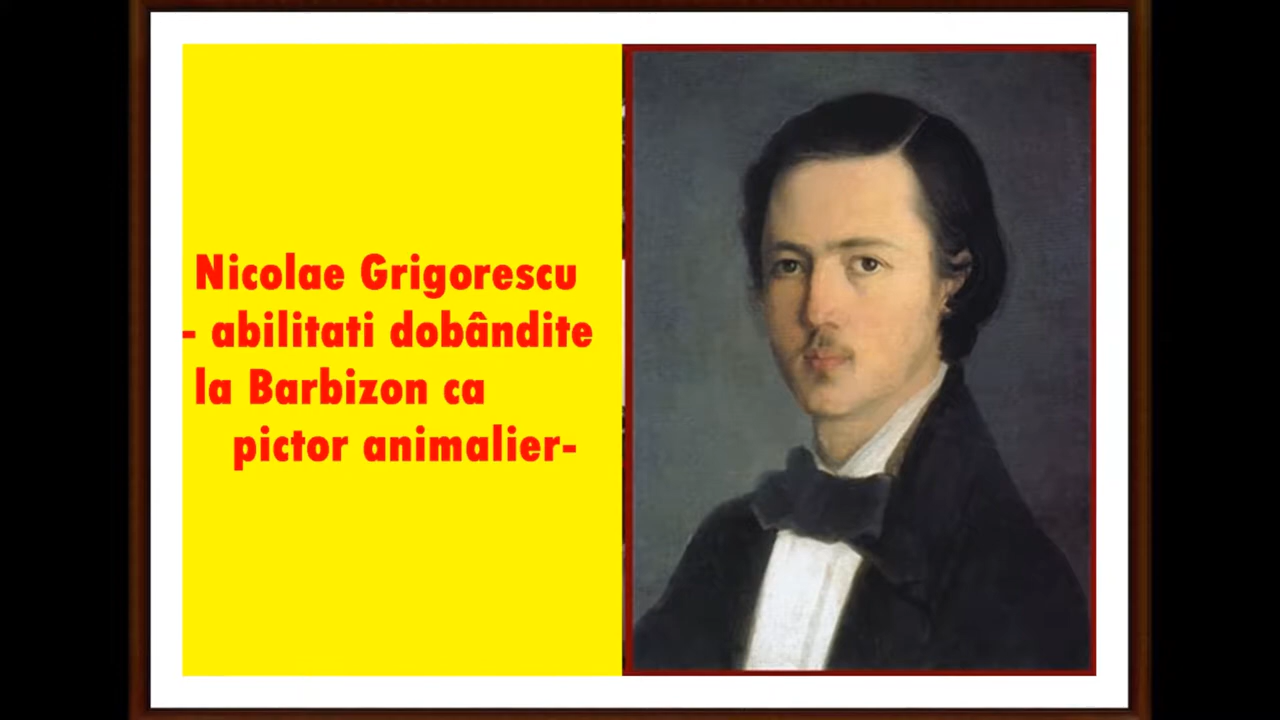 Nicolae Grigorescu
- abilitati dobândite
la Barbizon ca
pictor animalier-